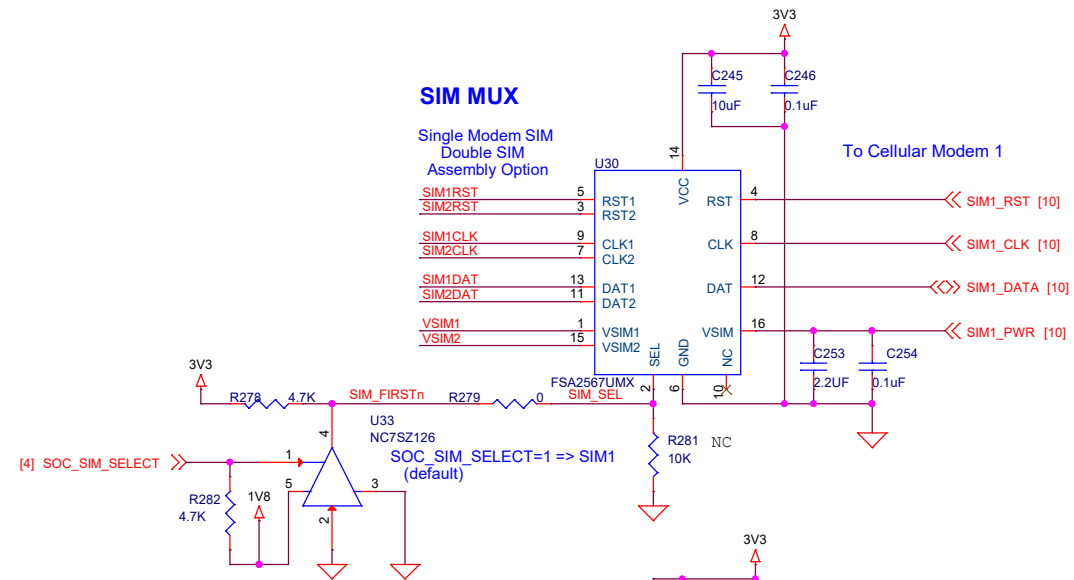 3V3
C245
C246
10uF
0.1uF
SIM MUX
Single Modem SIM
Double SIM
Assembly Option
To Cellular Modem 1
U30
14
VCC
SIM1RST 5 RST1 RST 4 SIM1_RST [10]
SIM2RST 3 RST2
SIM1CLK 9 CLK1 CLK 8 SIM1_CLK [10]
SIM2CLK 7 CLK2
SIM1DAT 13 DAT1 DAT 12 SIM1_DATA [10]
SIM2DAT 11 DAT2
VSIM1 1 VSIM1 VSIM 16 SIM1_PWR [10]
VSIM2 15 VSIM2
SEL
GND
NC
C253
C254
2.2UF
0.1uF
FSA2567UMX
2
6
10
3V3
R278 4.7K SIM_FIRSTn R279 0 SIM_SEL
4
U33
NC7SZ126
R281
10K
NC
SOC_SIM_SELECT=1 => SIM1
(default)
[4] SOC_SIM_SELECT
1
5
3
2
R282
4.7K
1V8
3V3